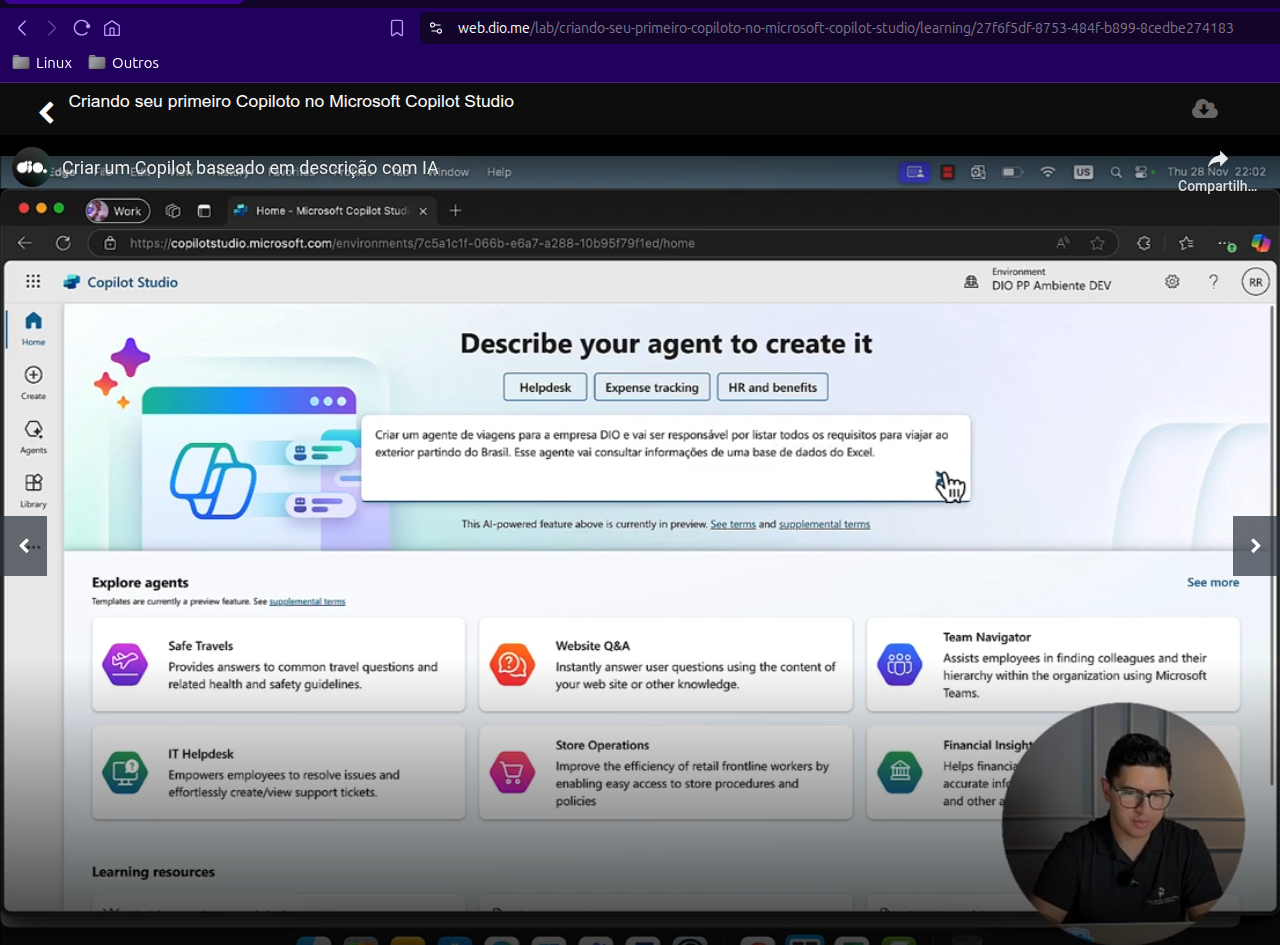 web.dio.me/lab/criando-seu-primeiro-copiloto-no-microsoft-copilot-studio/learning/27f6f5df-8753-484f-b899-8cedbe274183
Linux
Outros
Criando seu primeiro Copiloto no Microsoft Copilot Studio
dio.
Criar um Copilot baseado em descrição com IA
Window
Help
US
Thu 28 Nov 22:02
Compartilh...
Work
Home - Microsoft Copilot Studi
https://copilotstudio.microsoft.com/environments/7c5a1c1f-066b-e6a7-a288-10b95f79f1ed/home
Copilot Studio
Environment
DIO PP Ambiente DEV
?
RR
Home
Create
Agents
Library
Describe your agent to create it
Helpdesk
Expense tracking
HR and benefits
Criar um agente de viagens para a empresa DIO e vai ser responsável por listar todos os requisitos para viajar ao
exterior partindo do Brasil. Esse agente vai consultar informações de uma base de dados do Excel.
This AI-powered feature above is currently in preview. See terms and supplemental terms
Explore agents
See more
Templates are currently a preview feature. See supplemental terms
Safe Travels
Provides answers to common travel questions and
related health and safety guidelines.
Website Q&A
Instantly answer user questions using the content of
your web site or other knowledge.
Team Navigator
Assists employees in finding colleagues and their
hierarchy within the organization using Microsoft
Teams.
IT Helpdesk
Empowers employees to resolve issues and
effortlessly create/view support tickets.
Store Operations
Improve the efficiency of retail frontline workers by
enabling easy access to store procedures and
policies
Financial Insight
Helps financia
accurate inf
and other a
Learning resources